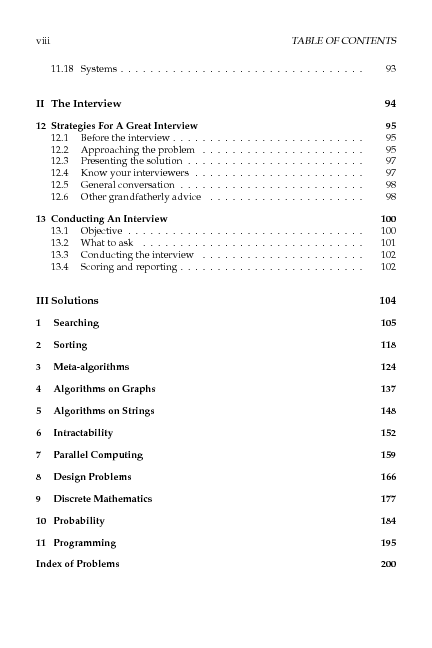 viii TABLE OF CONTENTS
11.18 Systems . . . . . . . . . . . . . . . . . . . . . . . . . . . . . . . . . 93
II The Interview 94
12 Strategies For A Great Interview 95
12.1 Before the interview . . . . . . . . . . . . . . . . . . . . . . . . . . 95
12.2 Approaching the problem . . . . . . . . . . . . . . . . . . . . . . 95
12.3 Presenting the solution . . . . . . . . . . . . . . . . . . . . . . . . 97
12.4 Know your interviewers . . . . . . . . . . . . . . . . . . . . . . . 97
12.5 General conversation . . . . . . . . . . . . . . . . . . . . . . . . . 98
12.6 Other grandfatherly advice . . . . . . . . . . . . . . . . . . . . . 98
13 Conducting An Interview 100
13.1 Objective . . . . . . . . . . . . . . . . . . . . . . . . . . . . . . . . 100
13.2 What to ask . . . . . . . . . . . . . . . . . . . . . . . . . . . . . . 101
13.3 Conducting the interview . . . . . . . . . . . . . . . . . . . . . . 102
13.4 Scoring and reporting . . . . . . . . . . . . . . . . . . . . . . . . . 102
III Solutions 104
1 Searching 105
2 Sorting 118
3 Meta-algorithms 124
4 Algorithms on Graphs 137
5 Algorithms on Strings 148
6 Intractability 152
7 Parallel Computing 159
8 Design Problems 166
9 Discrete Mathematics 177
10 Probability 184
11 Programming 195
Index of Problems 200